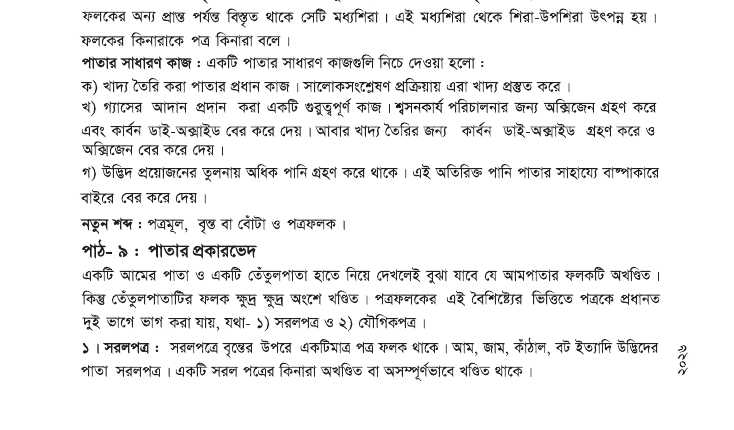 ফলকের অন্য প্রান্ত পর্যন্ত বিস্তৃত থাকে সেটি মধ্যশিরা। এই মধ্যশিরা থেকে শিরা-উপশিরা উৎপন্ন হয়।
ফলকের কিনারাকে পত্র কিনারা বলে।
পাতার সাধারণ কাজ : একটি পাতার সাধারণ কাজগুলি নিচে দেওয়া হলো :
ক) খাদ্য তৈরি করা পাতার প্রধান কাজ। সালোকসংশ্লেষণ প্রক্রিয়ায় এরা খাদ্য প্রস্তুত করে।
খ) গ্যাসের আদান প্রদান করা একটি গুরুত্বপূর্ণ কাজ। শ্বসনকার্য পরিচালনার জন্য অক্সিজেন গ্রহণ করে
এবং কার্বন ডাই-অক্সাইড বের করে দেয়। আবার খাদ্য তৈরির জন্য কার্বন ডাই-অক্সাইড গ্রহণ করে ও
অক্সিজেন বের করে দেয়।
গ) উদ্ভিদ প্রয়োজনের তুলনায় অধিক পানি গ্রহণ করে থাকে। এই অতিরিক্ত পানি পাতার সাহায্যে বাষ্পাকারে
বাইরে বের করে দেয়।
নতুন শব্দ : পত্রমূল, বৃন্ত বা বোঁটা ও পত্রফলক।
পাঠ- ৯ : পাতার প্রকারভেদ
একটি আমের পাতা ও একটি তেঁতুলপাতা হাতে নিয়ে দেখলেই বুঝা যাবে যে আমপাতার ফলকটি অখণ্ডিত।
কিন্তু তেঁতুলপাতাটির ফলক ক্ষুদ্র ক্ষুদ্র অংশে খণ্ডিত। পত্রফলকের এই বৈশিষ্ট্যের ভিত্তিতে পত্রকে প্রধানত
দুই ভাগে ভাগ করা যায়, যথা- ১) সরলপত্র ও ২) যৌগিকপত্র।
১। সরলপত্র : সরলপত্রে বৃন্তের উপরে একটিমাত্র পত্র ফলক থাকে। আম, জাম, কাঁঠাল, বট ইত্যাদি উদ্ভিদের
পাতা সরলপত্র। একটি সরল পত্রের কিনারা অখণ্ডিত বা অসম্পূর্ণভাবে খণ্ডিত থাকে।
২০২৬